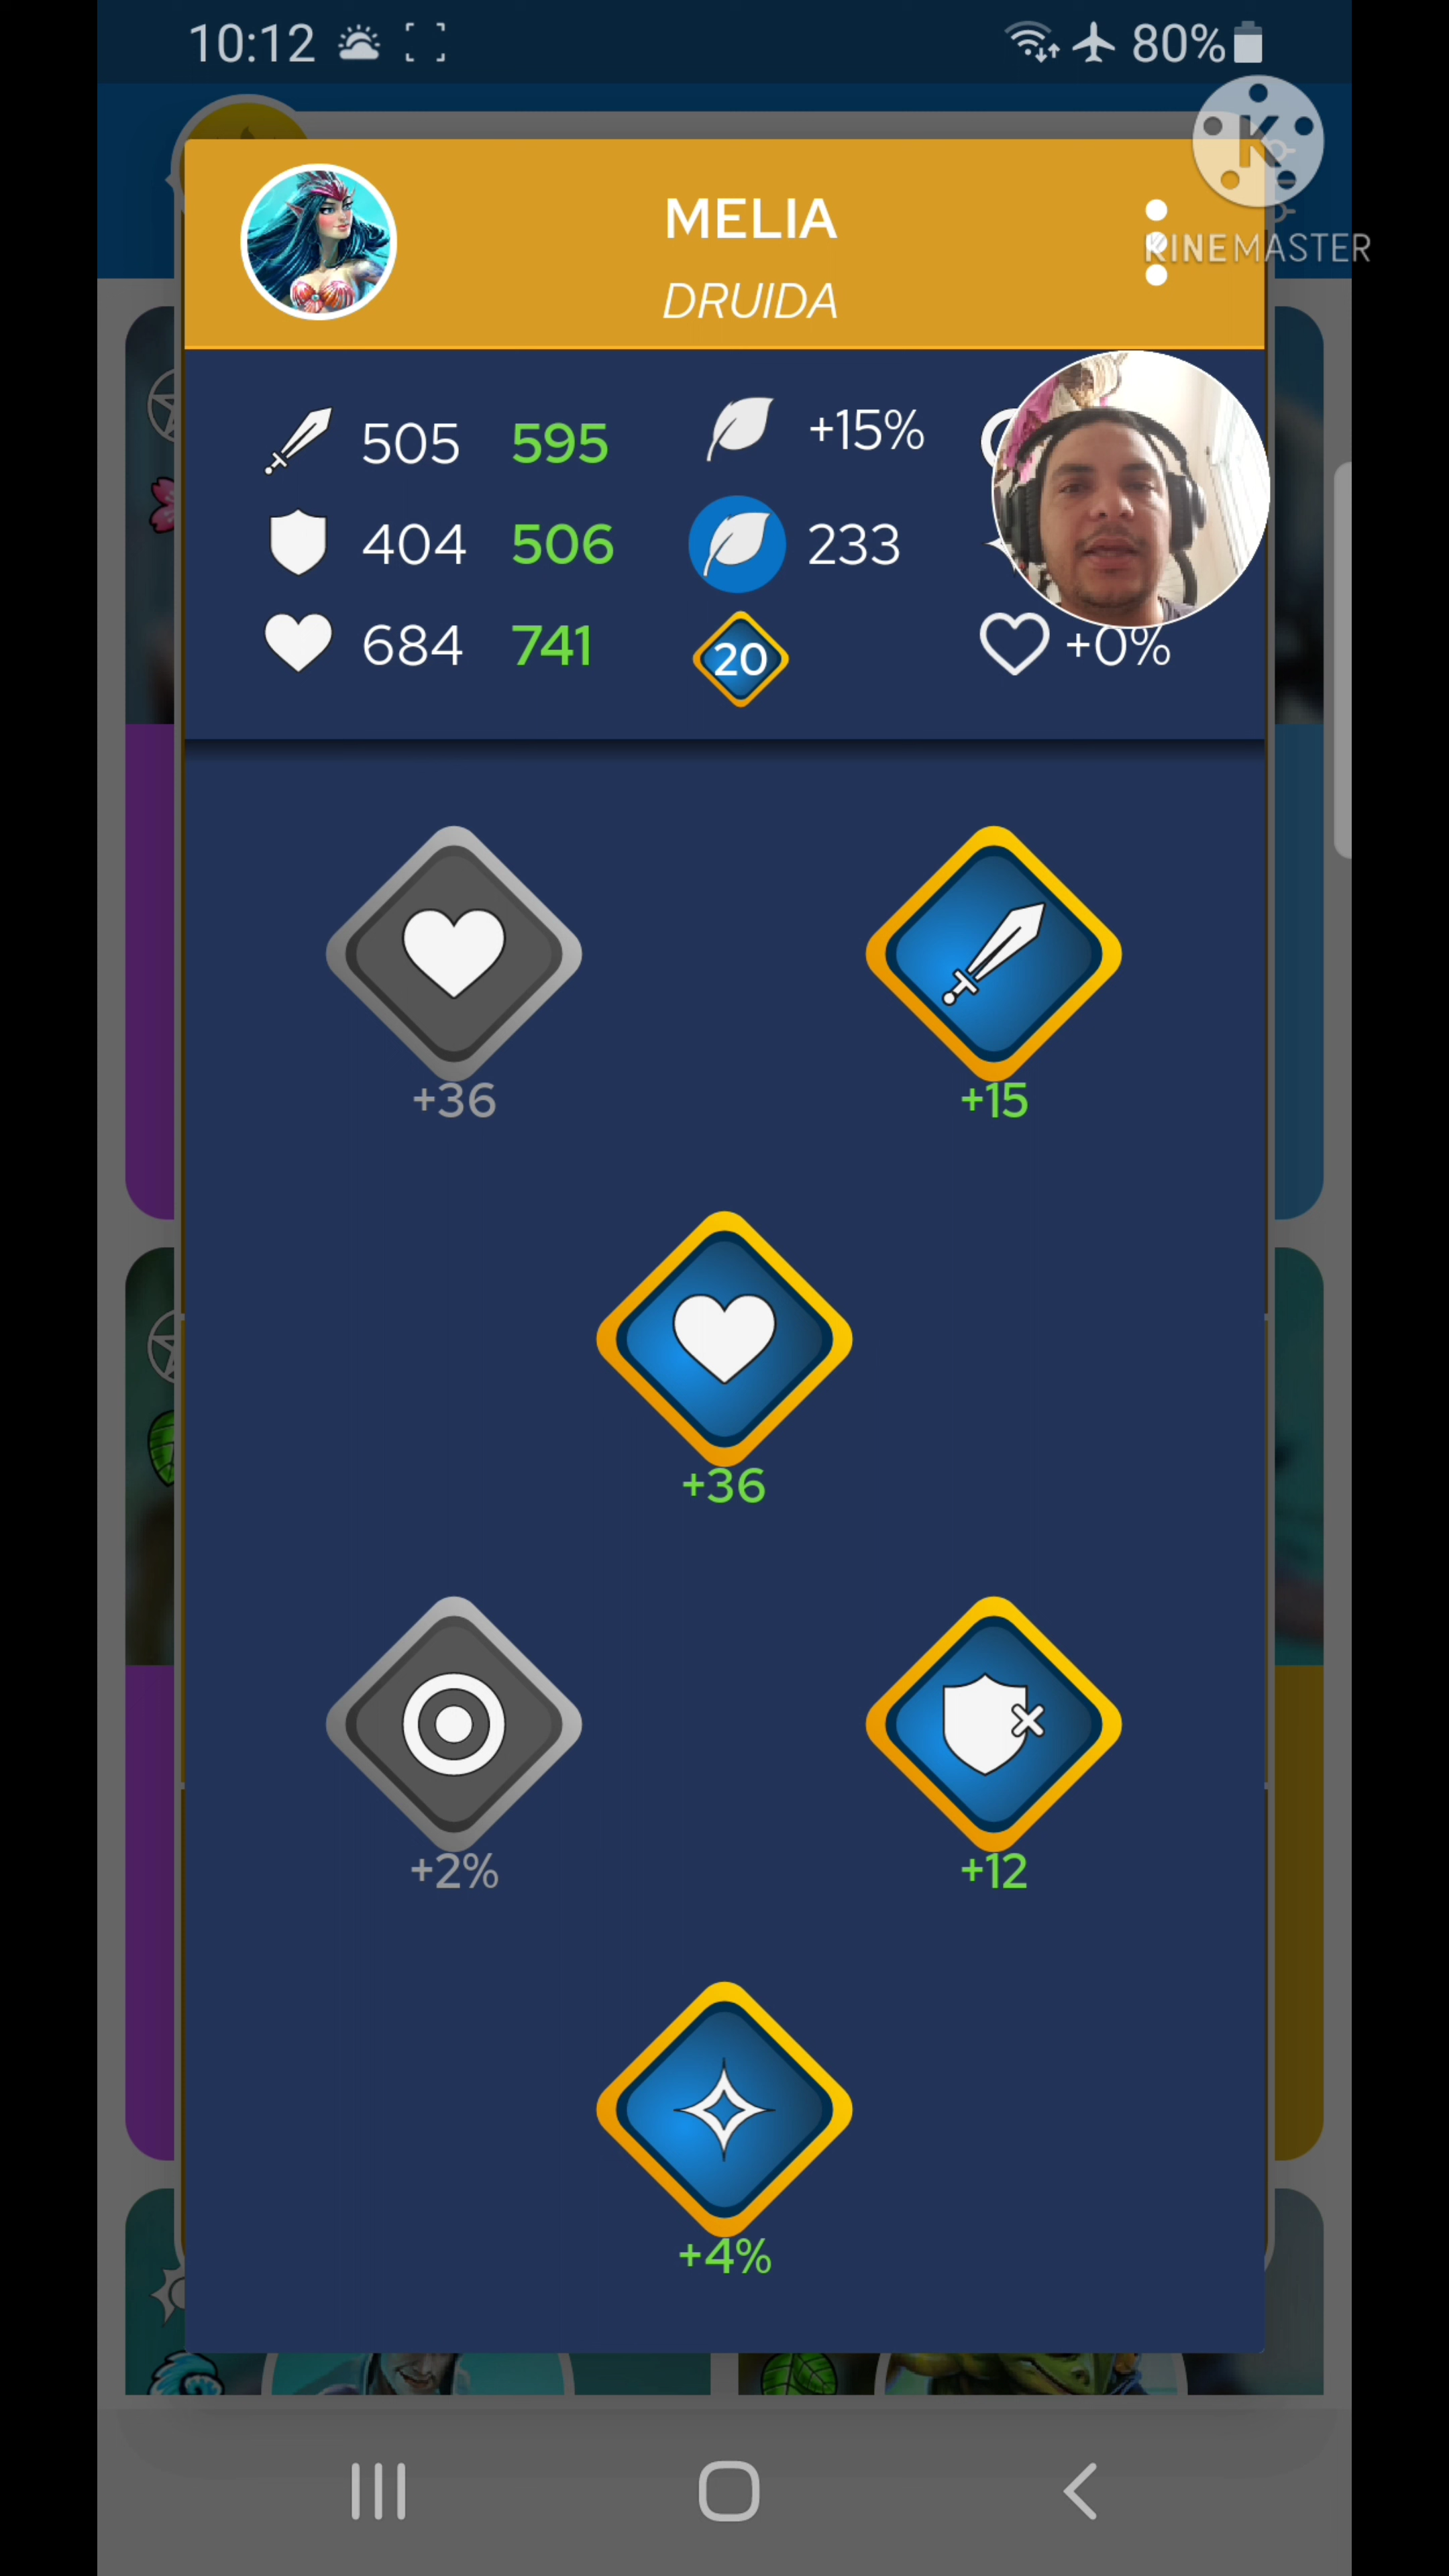 10:12 80%
KINEMASTER
MELIA
DRUIDA
505 595 +15%
404 506 233
684 741 20 +0%
+36 +15
+36
+2% +12
+4%